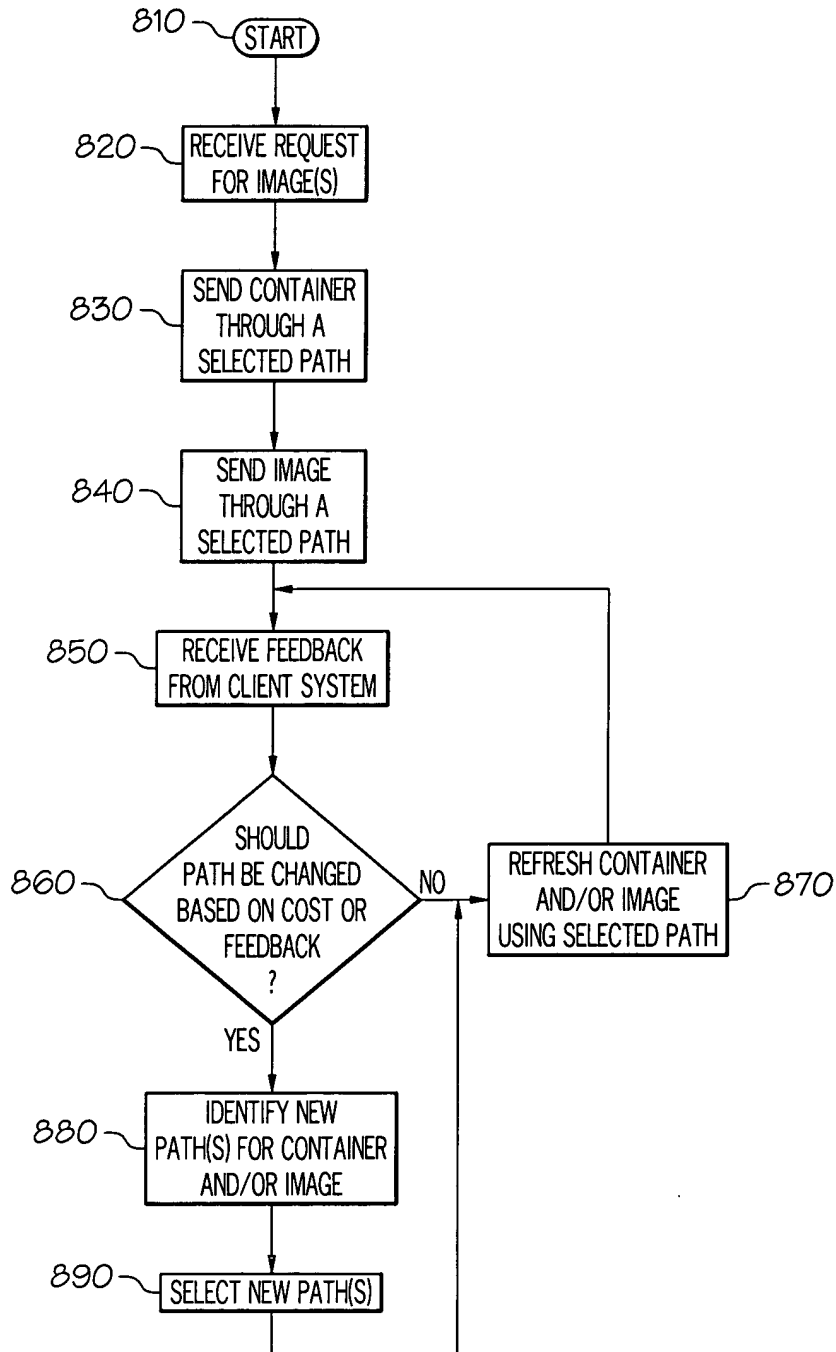 810
START
820
RECEIVE REQUEST
FOR IMAGE(S)
830
SEND CONTAINER
THROUGH A
SELECTED PATH
840
SEND IMAGE
THROUGH A
SELECTED PATH
850
RECEIVE FEEDBACK
FROM CLIENT SYSTEM
860
SHOULD
PATH BE CHANGED
BASED ON COST OR
FEEDBACK
?
NO
REFRESH CONTAINER
AND/OR IMAGE
USING SELECTED PATH
870
YES
880
IDENTIFY NEW
PATH(S) FOR CONTAINER
AND/OR IMAGE
890
SELECT NEW PATH(S)